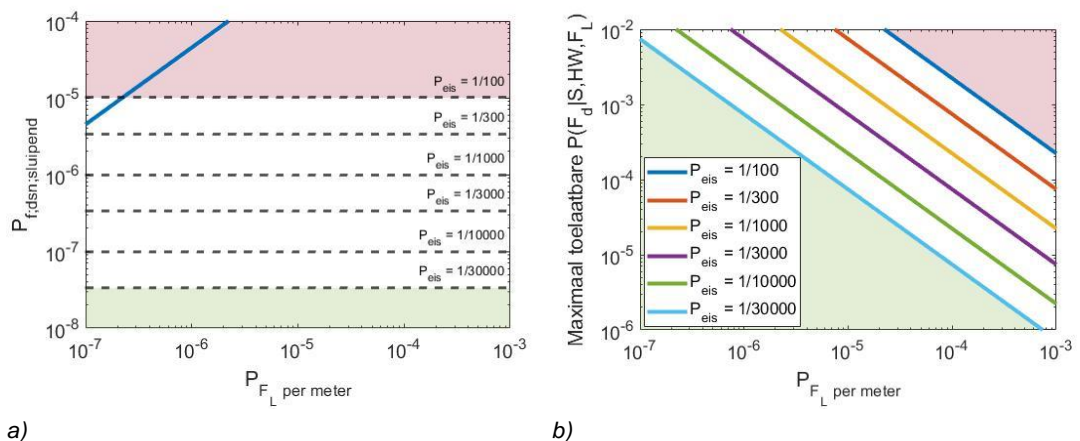 10^-4
10^-5
10^-6
10^-7
10^-8
P_f;dsn;sluipend
P_eis = 1/100
P_eis = 1/300
P_eis = 1/1000
P_eis = 1/3000
P_eis = 1/10000
P_eis = 1/30000
10^-7
10^-6
10^-5
10^-4
10^-3
P_F_L per meter
a)
10^-2
10^-3
10^-4
10^-5
10^-6
Maximaal toelaatbare P(F_d|S,HW,F_L)
P_eis = 1/100
P_eis = 1/300
P_eis = 1/1000
P_eis = 1/3000
P_eis = 1/10000
P_eis = 1/30000
10^-7
10^-6
10^-5
10^-4
10^-3
P_F_L per meter
b)